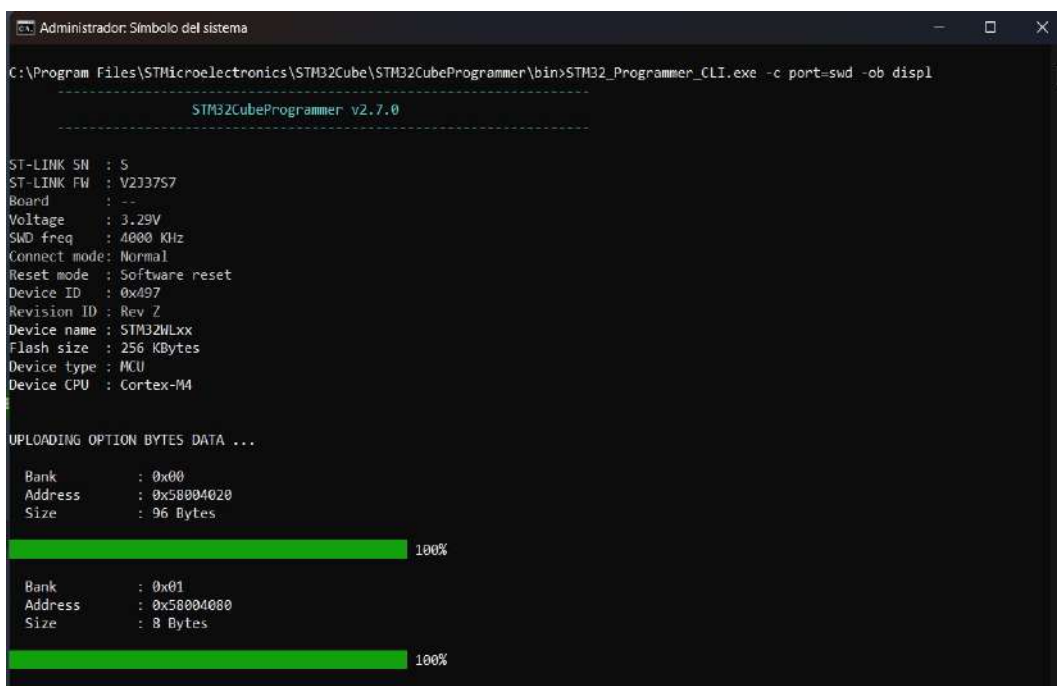 Administrador: Símbolo del sistema
C:\Program Files\STMicroelectronics\STM32Cube\STM32CubeProgrammer\bin>STM32_Programmer_CLI.exe -c port=swd -ob displ
-------------------------------------------------------------------
STM32CubeProgrammer v2.7.0
-------------------------------------------------------------------
ST-LINK SN : S
ST-LINK FW : V2J37S7
Board : --
Voltage : 3.29V
SWD freq : 4000 KHz
Connect mode: Normal
Reset mode : Software reset
Device ID : 0x497
Revision ID : Rev Z
Device name : STM32WLxx
Flash size : 256 KBytes
Device type : MCU
Device CPU : Cortex-M4
UPLOADING OPTION BYTES DATA ...
Bank : 0x00
Address : 0x58004020
Size : 96 Bytes
100%
Bank : 0x01
Address : 0x58004080
Size : 8 Bytes
100%